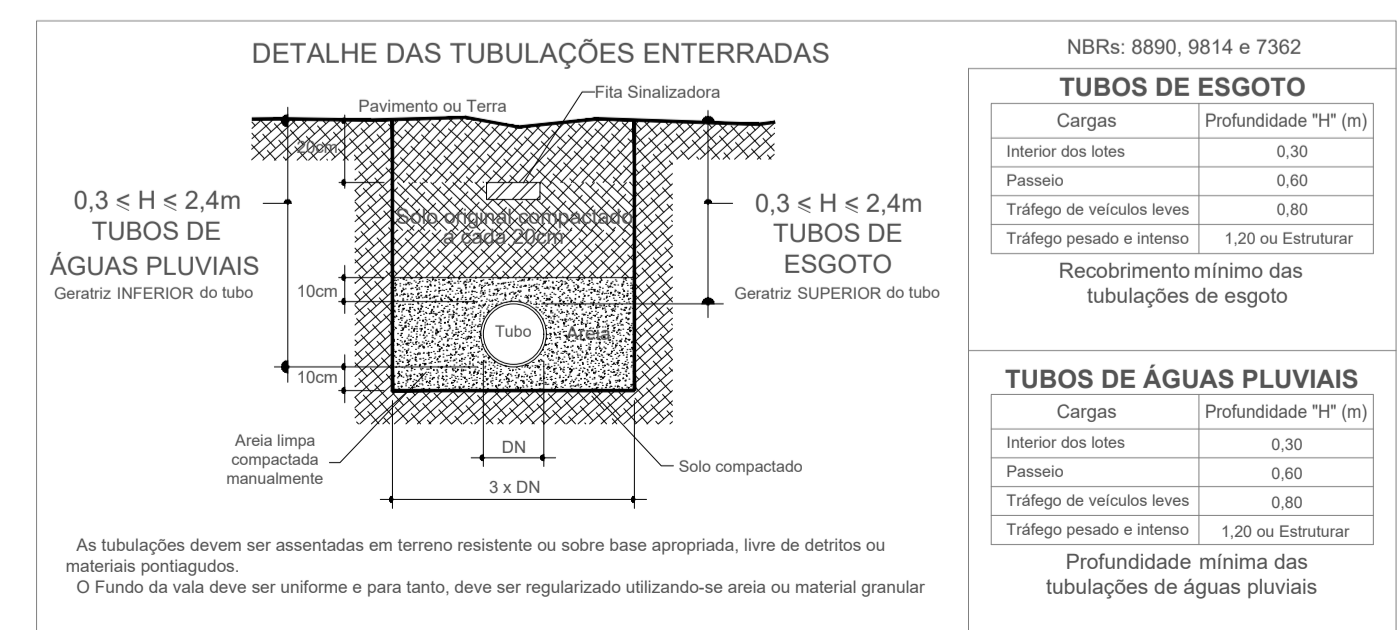 DETALHE DAS TUBULAÇÕES ENTERRADAS
Fita Sinalizadora
Pavimento ou Terra
20cm
0,3 ≤ H ≤ 2,4m
TUBOS DE
ÁGUAS PLUVIAIS
Geratriz INFERIOR do tubo
Solo original compactado
a cada 20cm
0,3 ≤ H ≤ 2,4m
TUBOS DE
ESGOTO
Geratriz SUPERIOR do tubo
10cm
Tubo
Areia
10cm
Areia limpa
compactada
manualmente
DN
Solo compactado
3 x DN
As tubulações devem ser assentadas em terreno resistente ou sobre base apropriada, livre de detritos ou
materiais pontiagudos.
O Fundo da vala deve ser uniforme e para tanto, deve ser regularizado utilizando-se areia ou material granular
NBRs: 8890, 9814 e 7362
TUBOS DE ESGOTO
Cargas Profundidade "H" (m)
Interior dos lotes 0,30
Passeio 0,60
Tráfego de veículos leves 0,80
Tráfego pesado e intenso 1,20 ou Estruturar
Recobrimento mínimo das
tubulações de esgoto
TUBOS DE ÁGUAS PLUVIAIS
Cargas Profundidade "H" (m)
Interior dos lotes 0,30
Passeio 0,60
Tráfego de veículos leves 0,80
Tráfego pesado e intenso 1,20 ou Estruturar
Profundidade mínima das
tubulações de águas pluviais